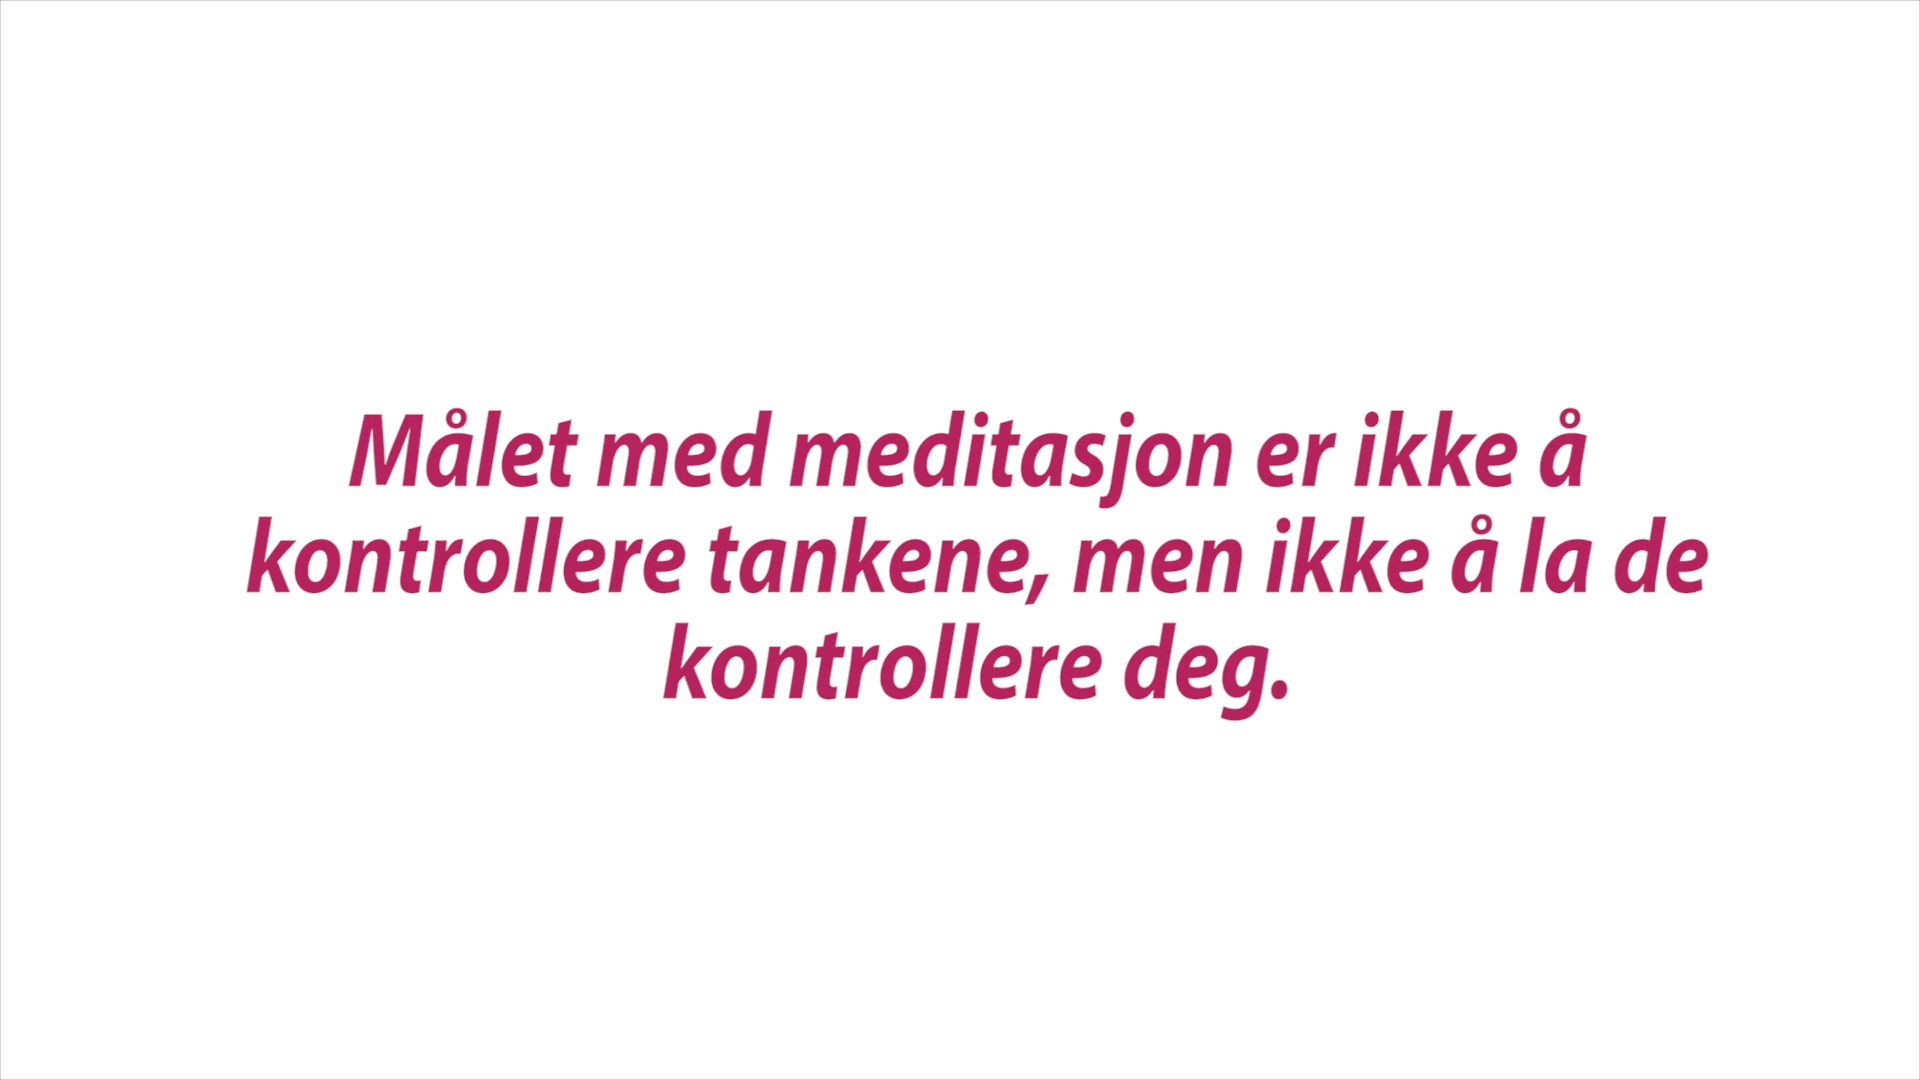 Målet med meditasjon er ikke å
kontrollere tankene, men ikke å la de
kontrollere deg.